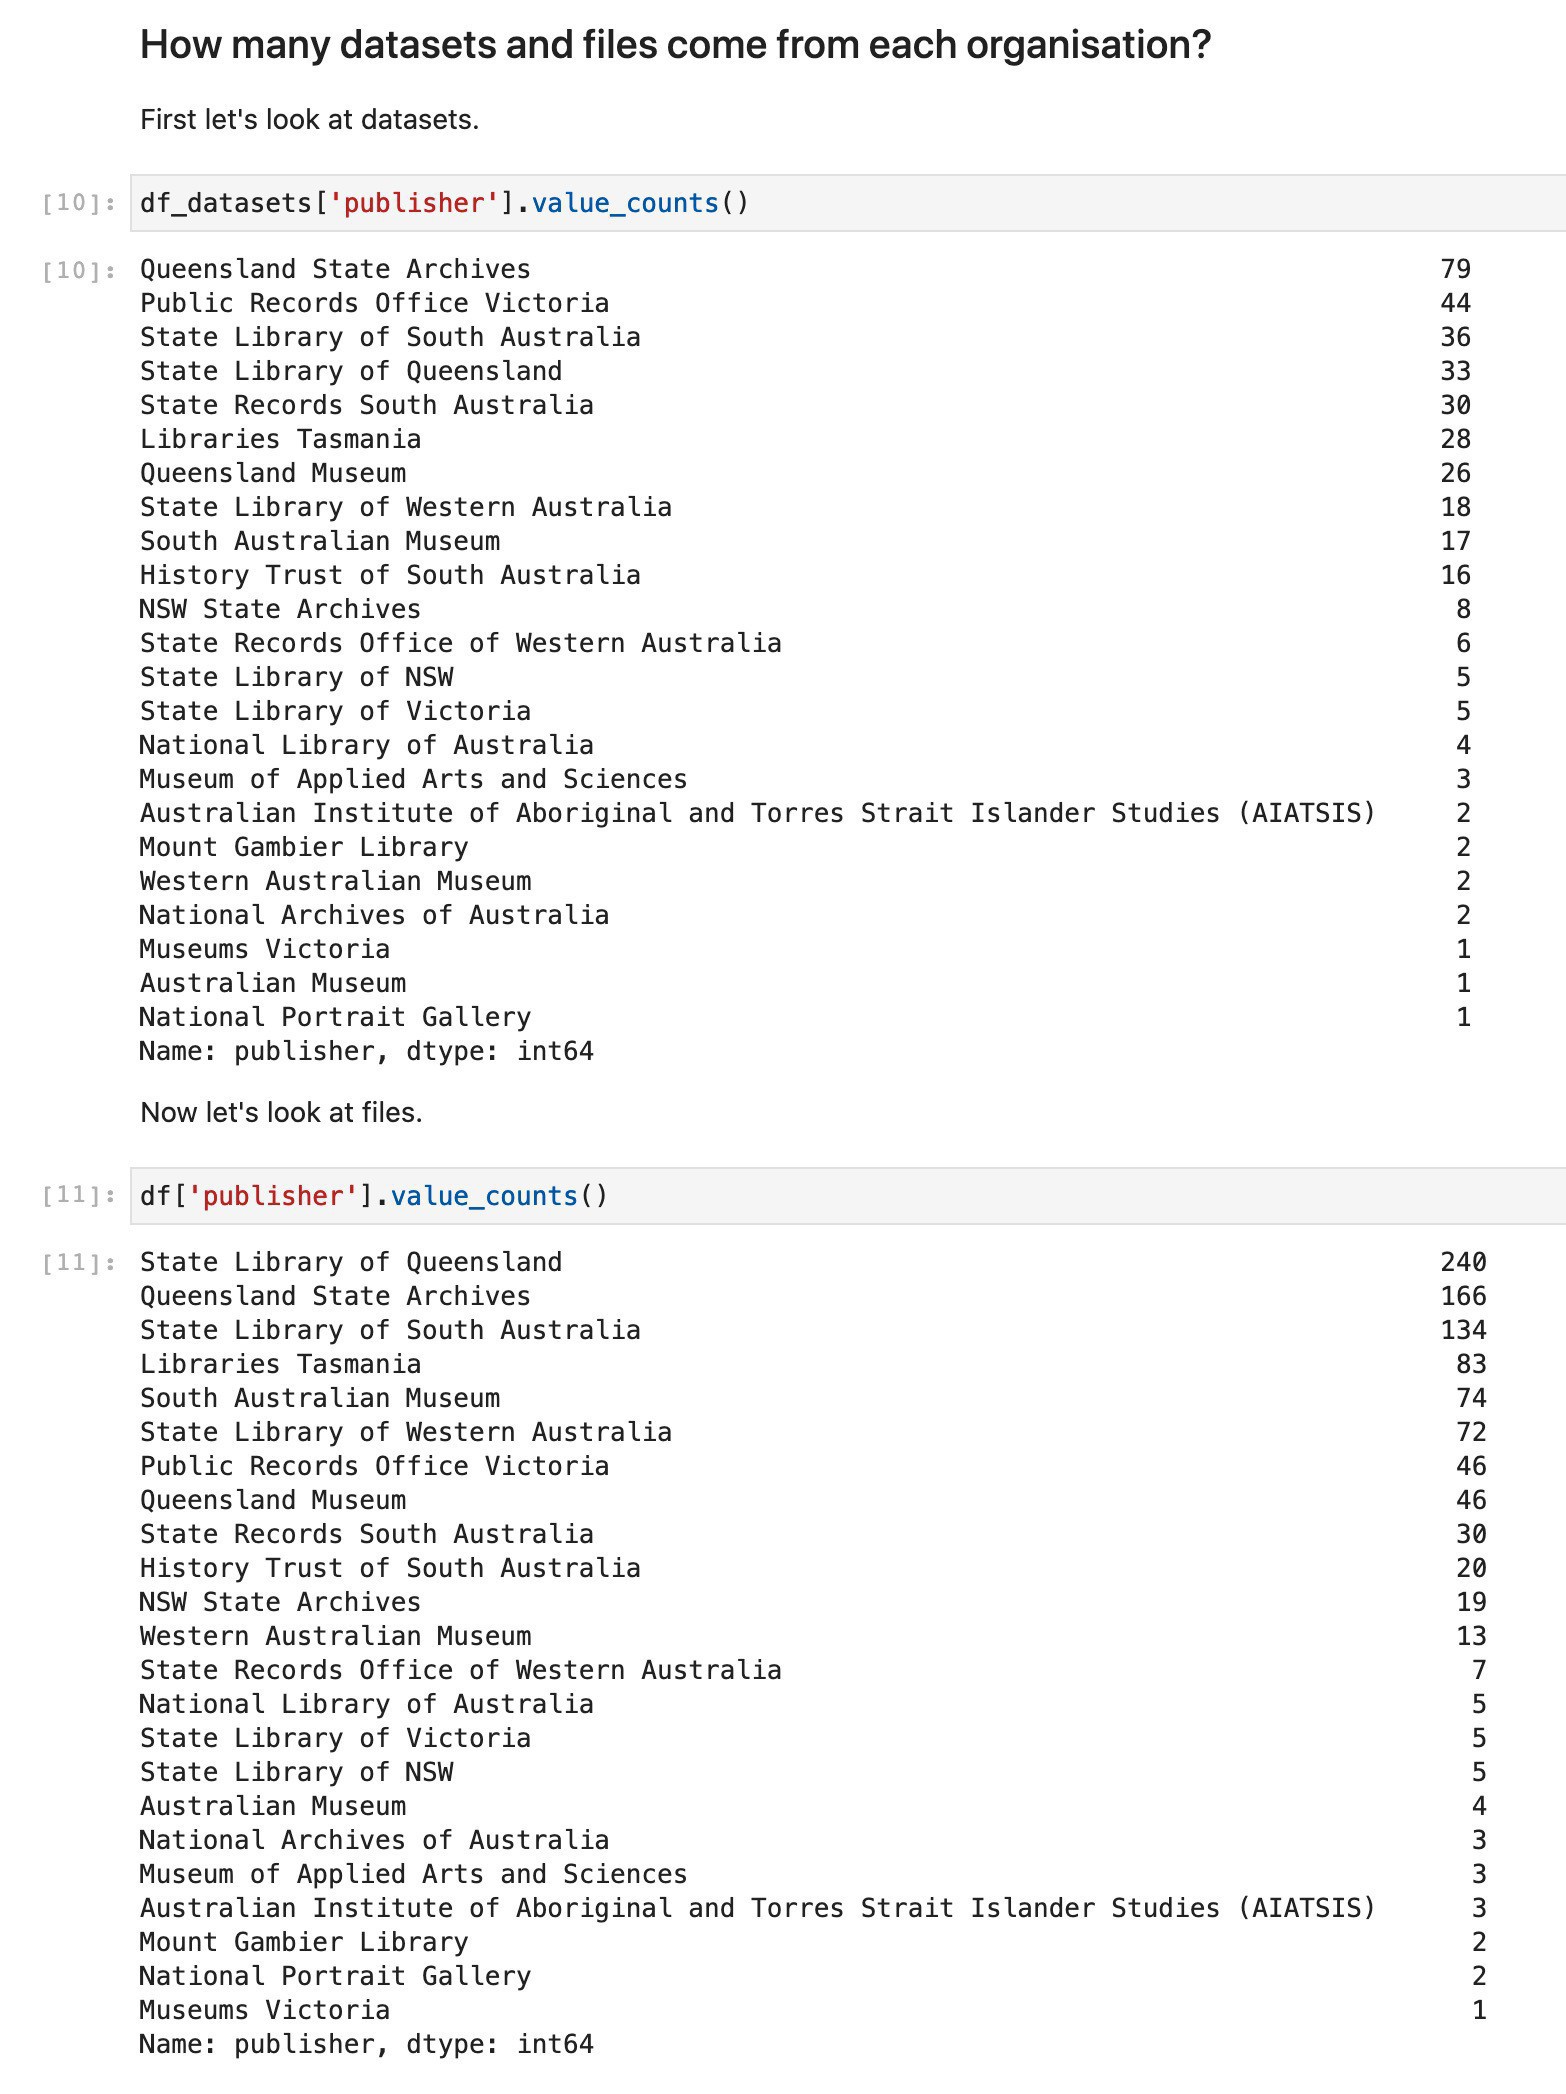 How many datasets and files come from each organisation?
First let's look at datasets.
[10]: df_datasets['publisher'].value_counts()
[10]: Queensland State Archives 79
Public Records Office Victoria 44
State Library of South Australia 36
State Library of Queensland 33
State Records South Australia 30
Libraries Tasmania 28
Queensland Museum 26
State Library of Western Australia 18
South Australian Museum 17
History Trust of South Australia 16
NSW State Archives 8
State Records Office of Western Australia 6
State Library of NSW 5
State Library of Victoria 5
National Library of Australia 4
Museum of Applied Arts and Sciences 3
Australian Institute of Aboriginal and Torres Strait Islander Studies (AIATSIS) 2
Mount Gambier Library 2
Western Australian Museum 2
National Archives of Australia 2
Museums Victoria 1
Australian Museum 1
National Portrait Gallery 1
Name: publisher, dtype: int64
Now let's look at files.
[11]: df['publisher'].value_counts()
[11]: State Library of Queensland 240
Queensland State Archives 166
State Library of South Australia 134
Libraries Tasmania 83
South Australian Museum 74
State Library of Western Australia 72
Public Records Office Victoria 46
Queensland Museum 46
State Records South Australia 30
History Trust of South Australia 20
NSW State Archives 19
Western Australian Museum 13
State Records Office of Western Australia 7
National Library of Australia 5
State Library of Victoria 5
State Library of NSW 5
Australian Museum 4
National Archives of Australia 3
Museum of Applied Arts and Sciences 3
Australian Institute of Aboriginal and Torres Strait Islander Studies (AIATSIS) 3
Mount Gambier Library 2
National Portrait Gallery 2
Museums Victoria 1
Name: publisher, dtype: int64